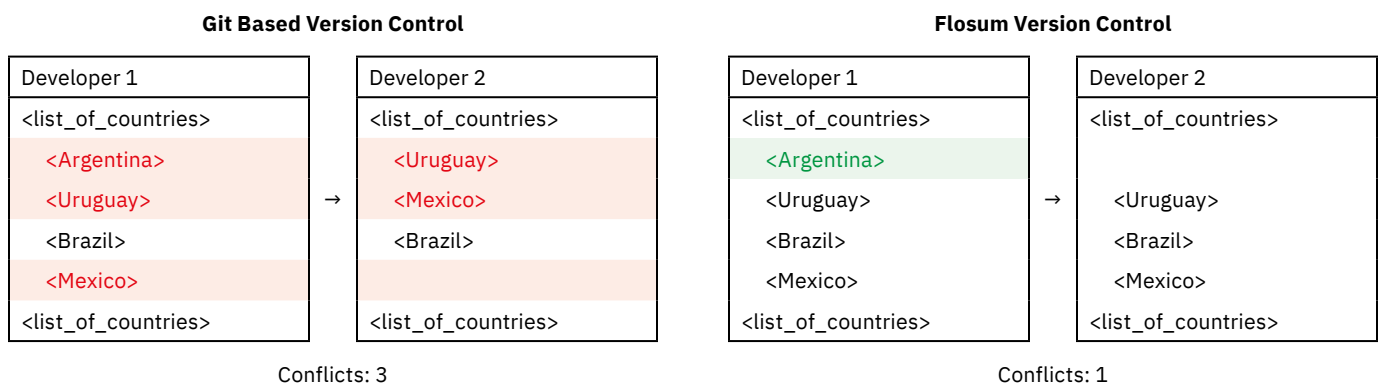 Git Based Version Control
Developer 1
<list_of_countries>
<Argentina>
<Uruguay>
<Brazil>
<Mexico>
<list_of_countries>
→
Developer 2
<list_of_countries>
<Uruguay>
<Mexico>
<Brazil>
<list_of_countries>
Conflicts: 3
Flosum Version Control
Developer 1
<list_of_countries>
<Argentina>
<Uruguay>
<Brazil>
<Mexico>
<list_of_countries>
→
Developer 2
<list_of_countries>
<Uruguay>
<Brazil>
<Mexico>
<list_of_countries>
Conflicts: 1